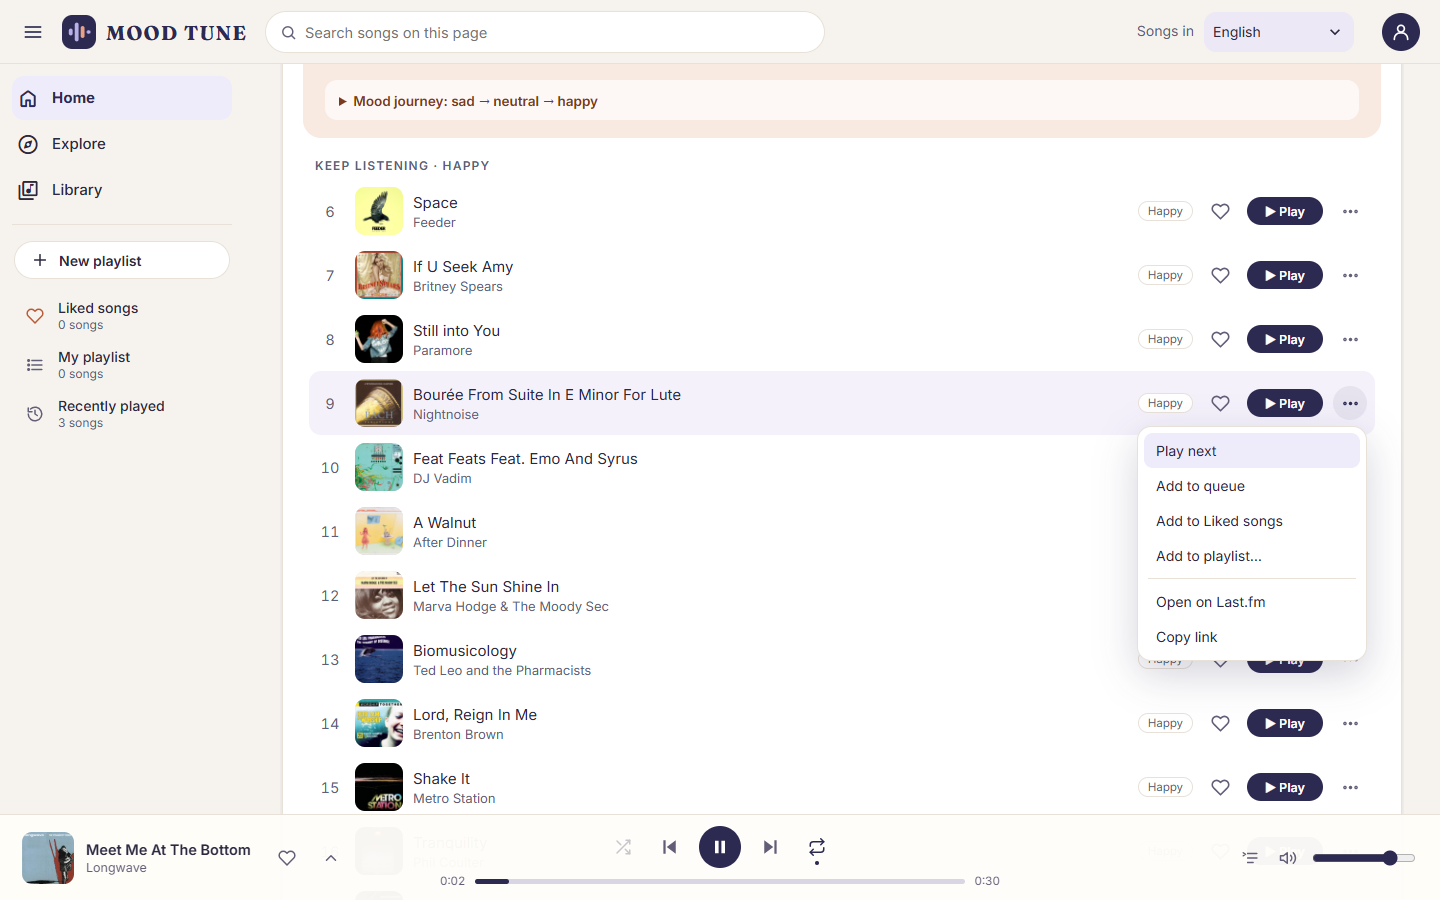 MOOD TUNE
Search songs on this page
Songs in
English
Home
Explore
Library
New playlist
Liked songs
0 songs
My playlist
0 songs
Recently played
3 songs
Mood journey: sad → neutral → happy
KEEP LISTENING · HAPPY
6
Space
Feeder
Happy
Play
7
If U Seek Amy
Britney Spears
Happy
Play
8
Still into You
Paramore
Happy
Play
9
Bourée From Suite In E Minor For Lute
Nightnoise
Happy
Play
Play next
Add to queue
Add to Liked songs
Add to playlist...
Open on Last.fm
Copy link
10
Feat Feats Feat. Emo And Syrus
DJ Vadim
11
A Walnut
After Dinner
12
Let The Sun Shine In
Marva Hodge & The Moody Sec
13
Biomusicology
Ted Leo and the Pharmacists
Happy
Play
14
Lord, Reign In Me
Brenton Brown
Happy
Play
15
Shake It
Metro Station
Happy
Play
Tranquility
Meet Me At The Bottom
Longwave
0:02
0:30